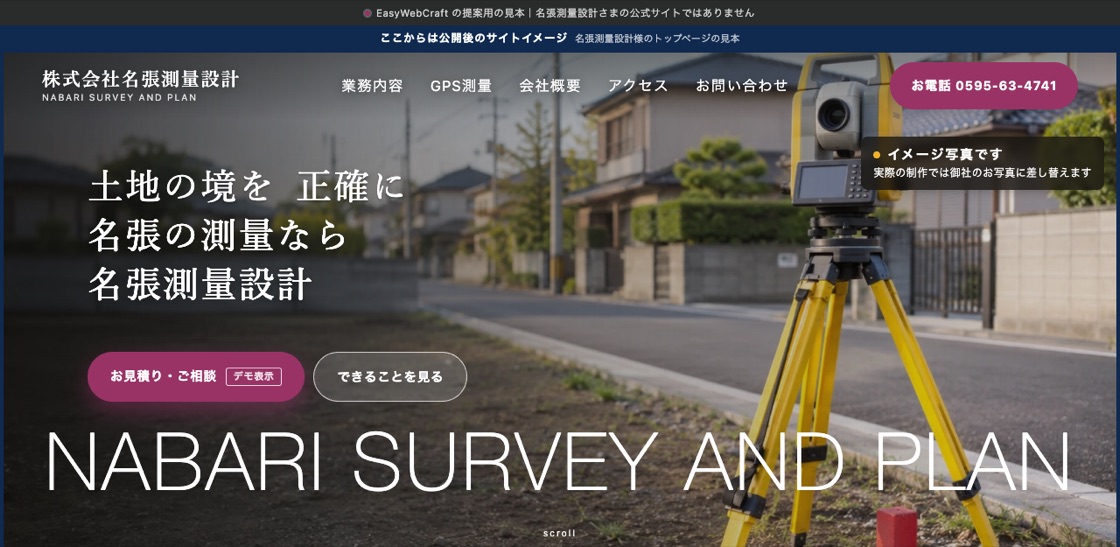 EasyWebCraft の提案用の見本｜名張測量設計さまの公式サイトではありません
ここからは公開後のサイトイメージ 名張測量設計様のトップページの見本
株式会社名張測量設計
NABARI SURVEY AND PLAN
業務内容 GPS測量 会社概要 アクセス お問い合わせ
お電話 0595-63-4741
イメージ写真です
実際の制作では御社のお写真に差し替えます
土地の境を 正確に
名張の測量なら
名張測量設計
お見積り・ご相談 デモ表示
できることを見る
NABARI SURVEY AND PLAN
scroll